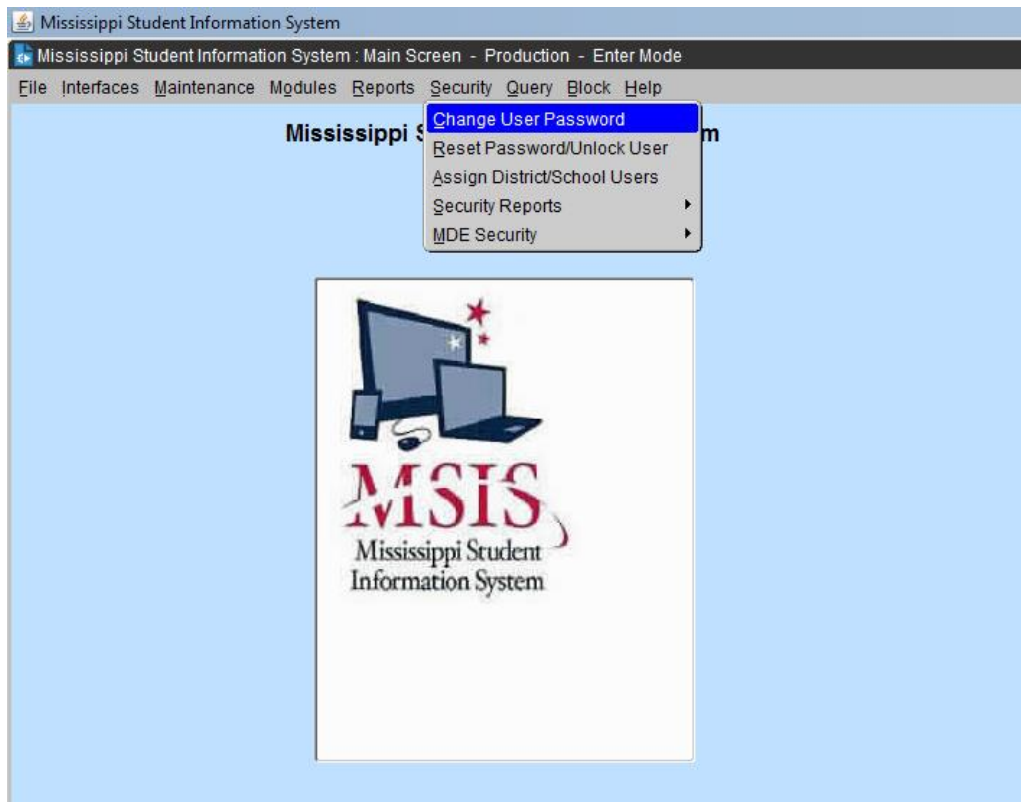 Mississippi Student Information System
Mississippi Student Information System : Main Screen - Production - Enter Mode
File Interfaces Maintenance Modules Reports Security Query Block Help
Mississippi S m
Change User Password
Reset Password/Unlock User
Assign District/School Users
Security Reports
MDE Security
MSIS
Mississippi Student
Information System